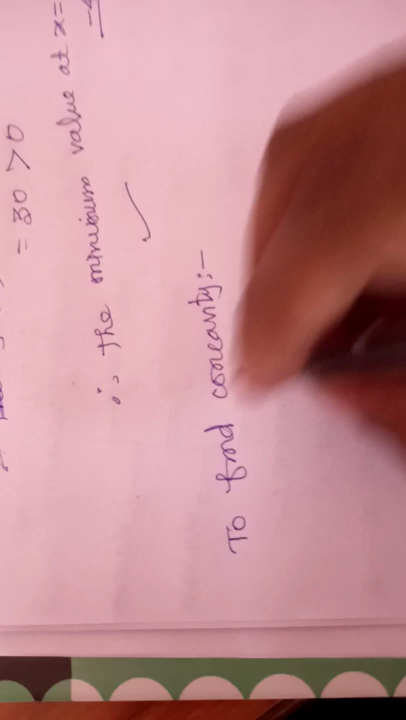 = 30 > 0
∴ the minimum value at x =
To find concavity:-